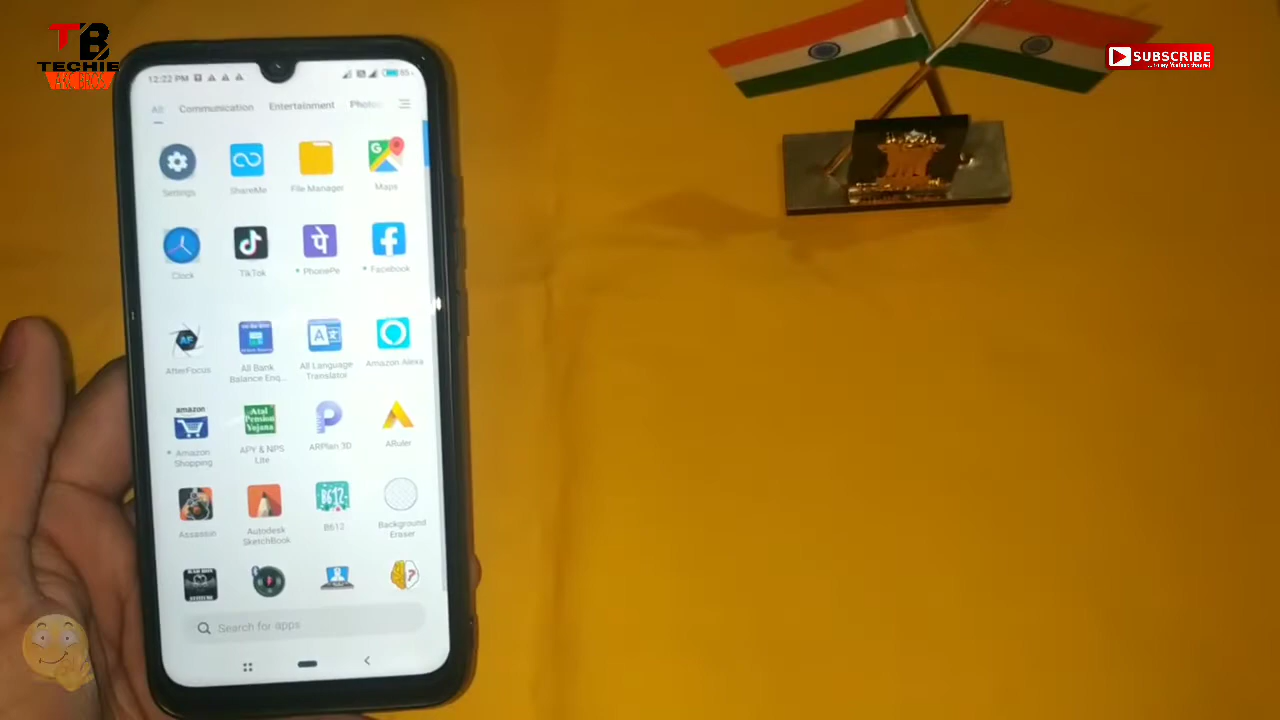 TB
TECHIE
SUBSCRIBE
12:22 PM
All Communication Entertainment Photo
Settings ShareMe File Manager Maps
Clock TikTok पे PhonePe Facebook
AF
AfterFocus All Bank
Balance Enq... All Language
Translator Amazon Alexa
amazon
Amazon
Shopping
Atal
Pension
Yojana
APY & NPS
Lite
ARPlan 3D ARuler
B612
Assassin Autodesk
SketchBook B612 Background
Eraser
Search for apps